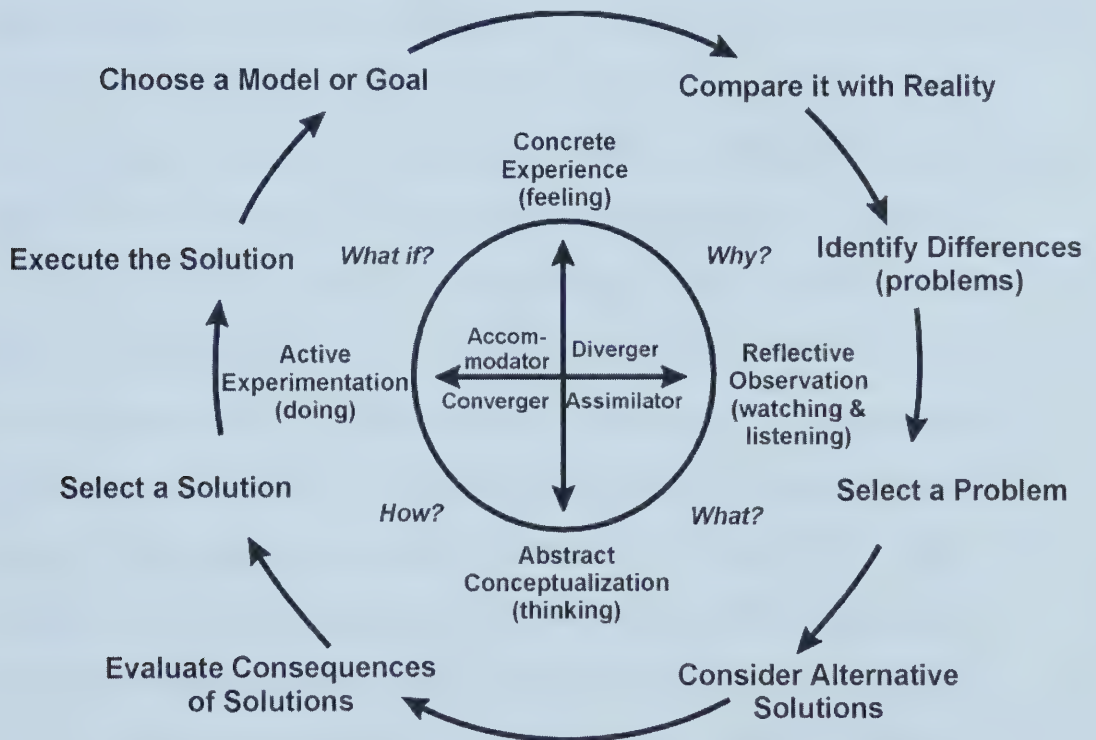 Choose a Model or Goal
Compare it with Reality
Concrete
Experience
(feeling)
Execute the Solution
What if?
Why?
Identify Differences
(problems)
Accom-
modator
Diverger
Active
Experimentation
(doing)
Reflective
Observation
(watching &
listening)
Converger
Assimilator
Select a Solution
Select a Problem
How?
What?
Abstract
Conceptualization
(thinking)
Evaluate Consequences
of Solutions
Consider Alternative
Solutions